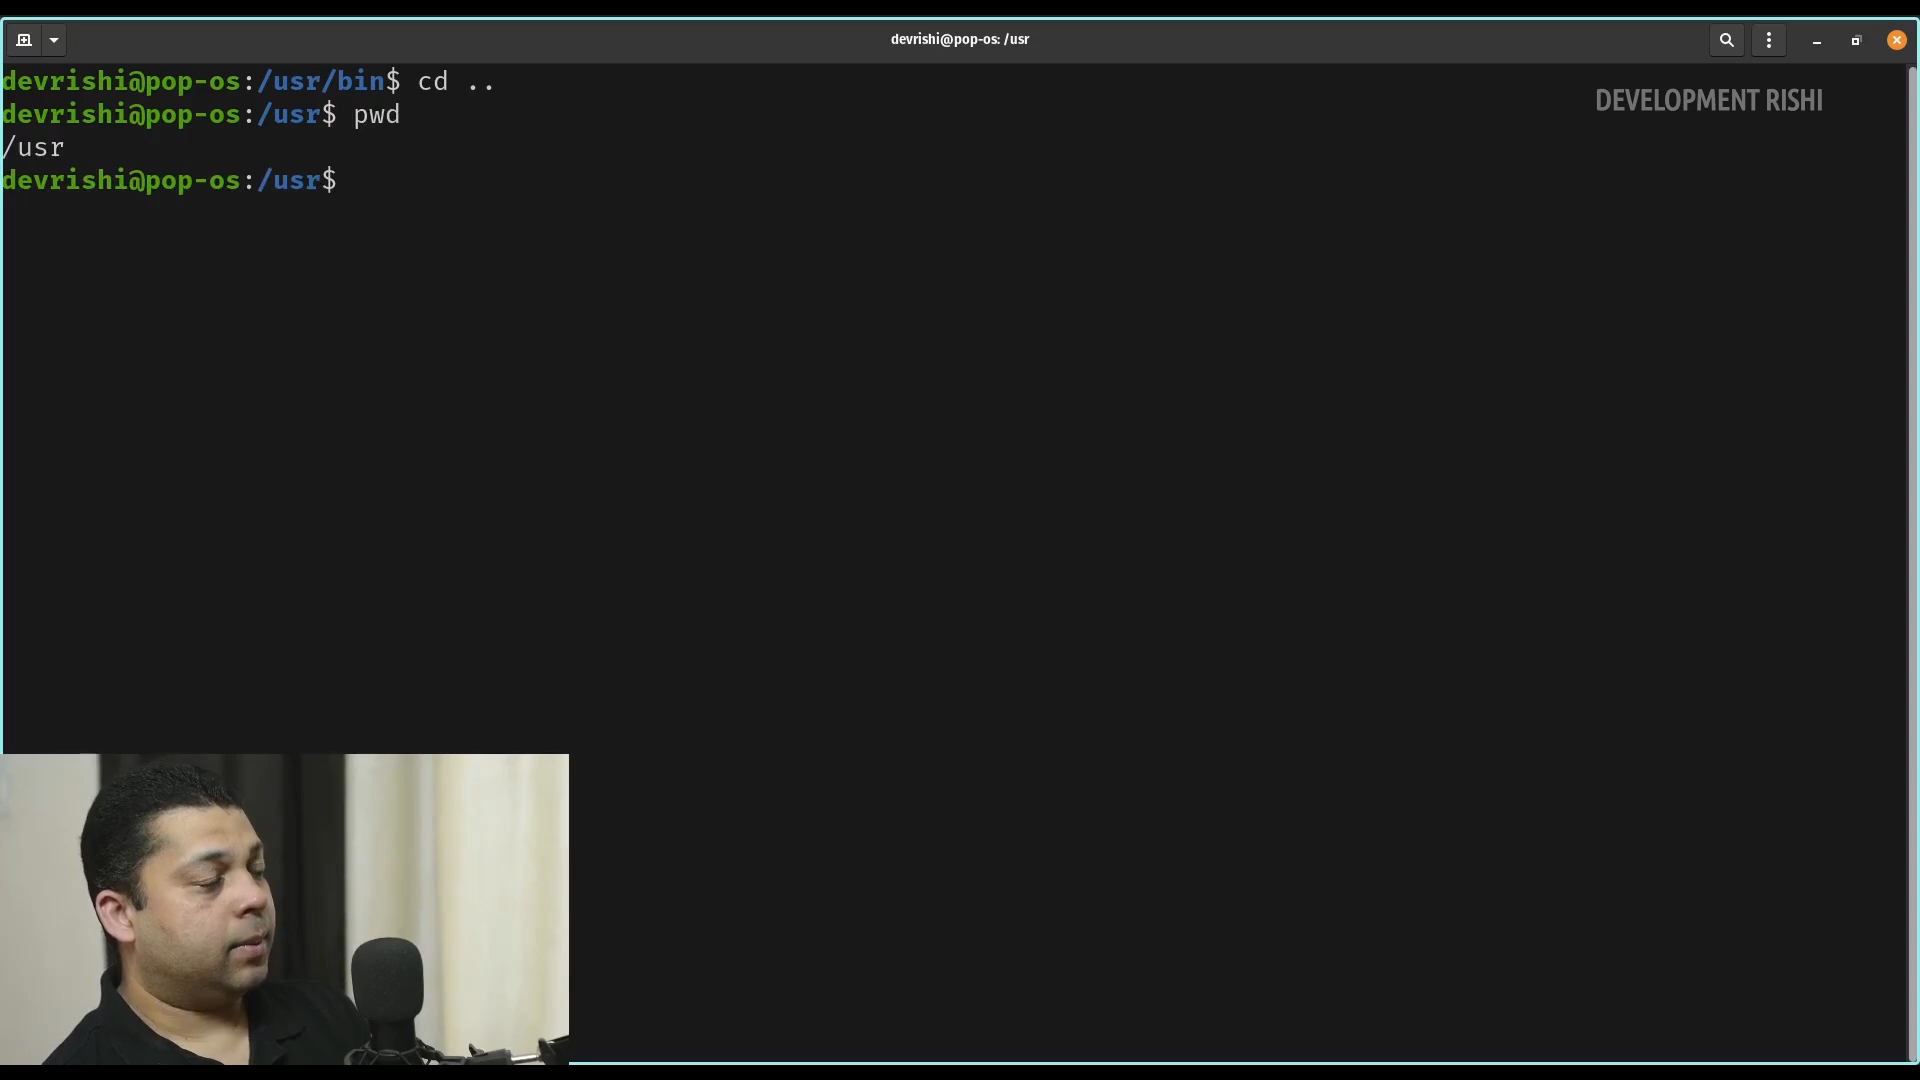 devrishi@pop-os: /usr
devrishi@pop-os:/usr/bin$ cd ..
DEVELOPMENT RISHI
devrishi@pop-os:/usr$ pwd
/usr
devrishi@pop-os:/usr$